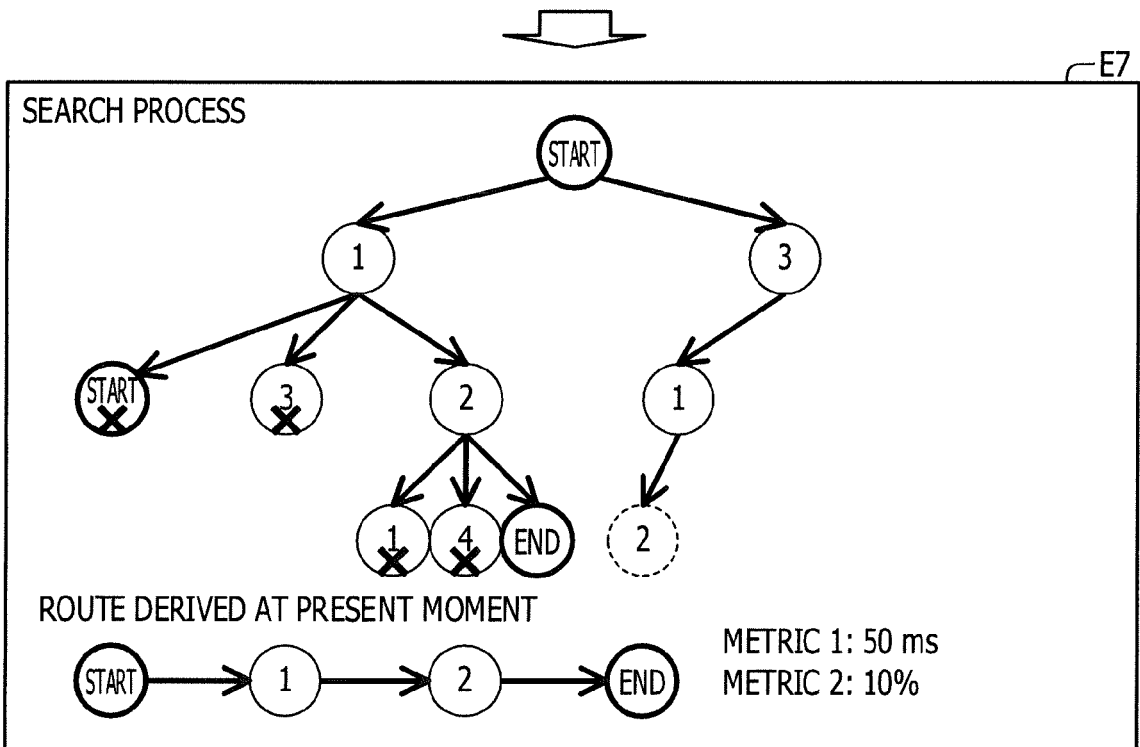 E7
SEARCH PROCESS
START
1 3
START 3 2 1
1 4 END 2
ROUTE DERIVED AT PRESENT MOMENT
START 1 2 END
METRIC 1: 50 ms
METRIC 2: 10%